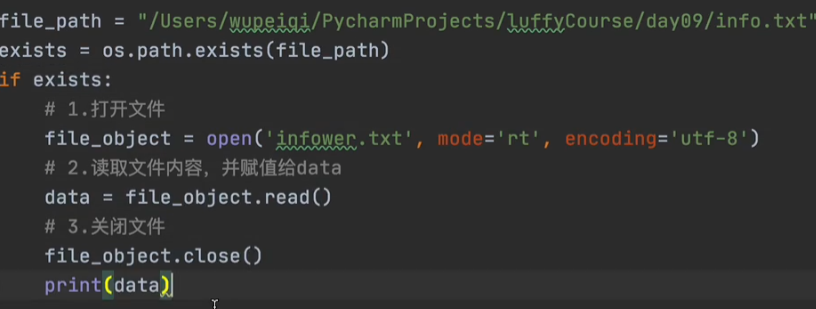 file_path = "/Users/wupeiqi/PycharmProjects/luffyCourse/day09/info.txt"
exists = os.path.exists(file_path)
if exists:
    # 1.打开文件
    file_object = open('infower.txt', mode='rt', encoding='utf-8')
    # 2.读取文件内容，并赋值给data
    data = file_object.read()
    # 3.关闭文件
    file_object.close()
    print(data)